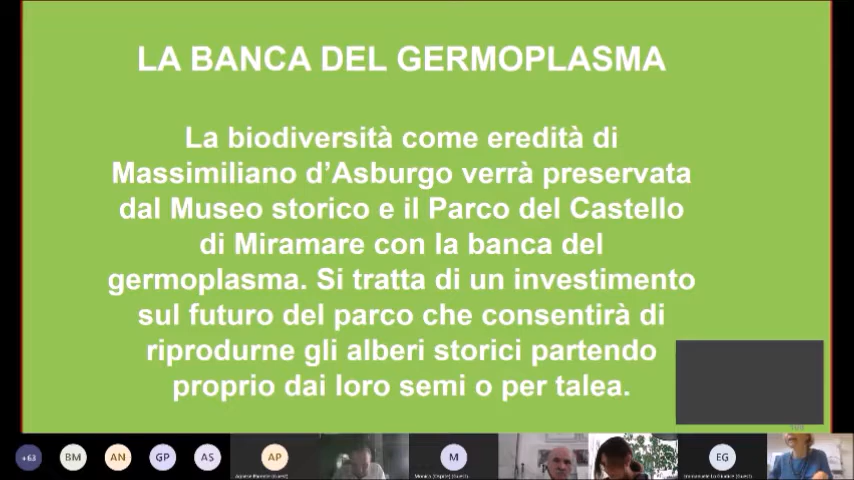 LA BANCA DEL GERMOPLASMA
La biodiversità come eredità di
Massimiliano d'Asburgo verrà preservata
dal Museo storico e il Parco del Castello
di Miramare con la banca del
germoplasma. Si tratta di un investimento
sul futuro del parco che consentirà di
riprodurne gli alberi storici partendo
proprio dai loro semi o per talea.
+63
BM
AN
GP
AS
AP
M
EG